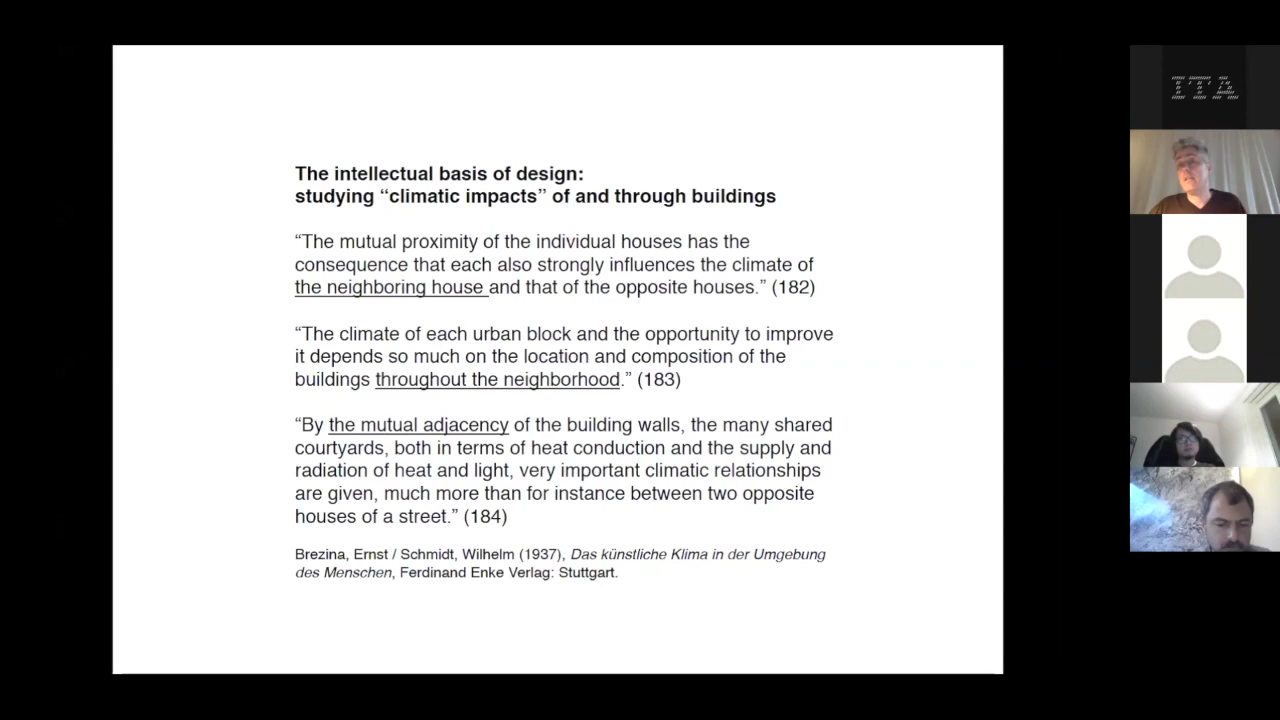 The intellectual basis of design:
studying “climatic impacts” of and through buildings
“The mutual proximity of the individual houses has the
consequence that each also strongly influences the climate of
the neighboring house and that of the opposite houses.” (182)
“The climate of each urban block and the opportunity to improve
it depends so much on the location and composition of the
buildings throughout the neighborhood.” (183)
“By the mutual adjacency of the building walls, the many shared
courtyards, both in terms of heat conduction and the supply and
radiation of heat and light, very important climatic relationships
are given, much more than for instance between two opposite
houses of a street.” (184)
Brezina, Ernst / Schmidt, Wilhelm (1937), Das künstliche Klima in der Umgebung
des Menschen, Ferdinand Enke Verlag: Stuttgart.
ITA